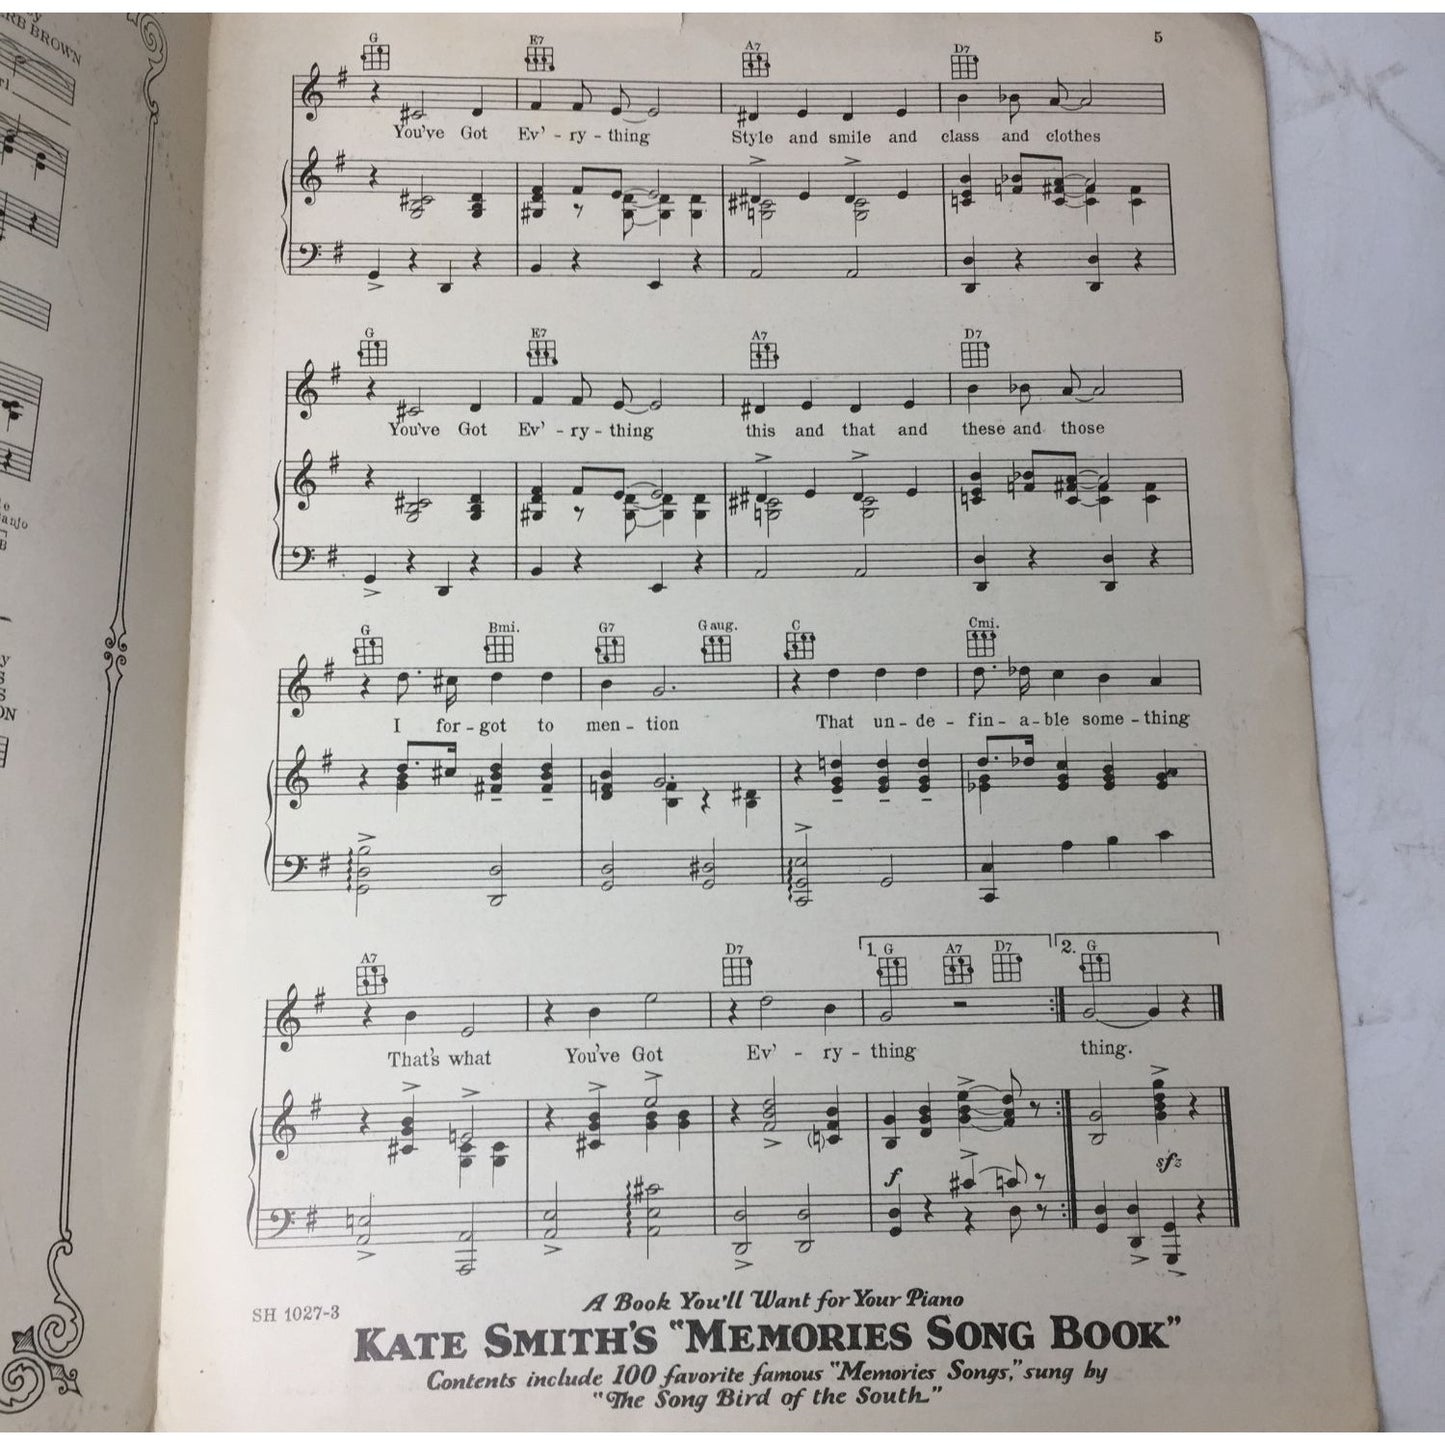 5
G E7 A7 D7
You've Got Ev' - ry - thing Style and smile and class and clothes
G E7 A7 D7
You've Got Ev' - ry - thing this and that and these and those
G Bmi. G7 G aug. C Cmi.
I for - got to men - tion That un - de - fin - a - ble some - thing
A7 D7 1. G A7 D7 2. G
That's what You've Got Ev' - ry - thing thing.
f sfz
SH 1027-3
A Book You'll Want for Your Piano
KATE SMITH'S "MEMORIES SONG BOOK"
Contents include 100 favorite famous "Memories Songs," sung by
"The Song Bird of the South."
BROWN